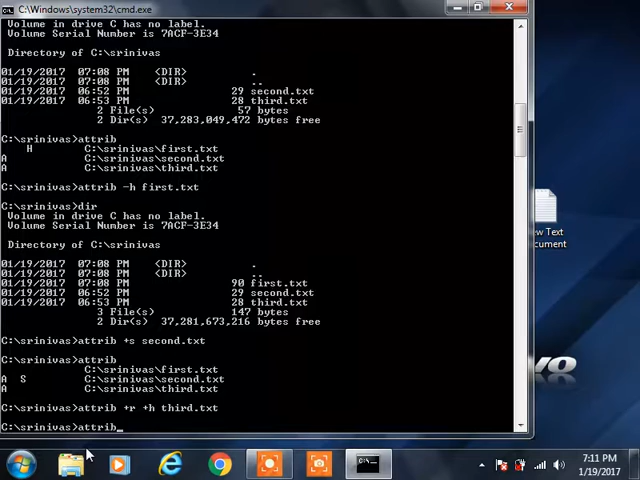 C:\Windows\system32\cmd.exe
Volume in drive C has no label.
Volume Serial Number is 7ACF-3E34
Directory of C:\srinivas
01/19/2017 07:08 PM <DIR> .
01/19/2017 07:08 PM <DIR> ..
01/19/2017 06:52 PM 29 second.txt
01/19/2017 06:53 PM 28 third.txt
2 File(s) 57 bytes
2 Dir(s) 37,283,049,472 bytes free
C:\srinivas>attrib
H C:\srinivas\first.txt
A C:\srinivas\second.txt
A C:\srinivas\third.txt
C:\srinivas>attrib -h first.txt
C:\srinivas>dir
Volume in drive C has no label.
Volume Serial Number is 7ACF-3E34
Directory of C:\srinivas
01/19/2017 07:08 PM <DIR> .
01/19/2017 07:08 PM <DIR> ..
01/19/2017 07:08 PM 90 first.txt
01/19/2017 06:52 PM 29 second.txt
01/19/2017 06:53 PM 28 third.txt
3 File(s) 147 bytes
2 Dir(s) 37,281,673,216 bytes free
C:\srinivas>attrib +s second.txt
C:\srinivas>attrib
C:\srinivas\first.txt
A S C:\srinivas\second.txt
A C:\srinivas\third.txt
C:\srinivas>attrib +r +h third.txt
C:\srinivas>attrib_
ew Text
ocument
VO
7:11 PM
1/19/2017